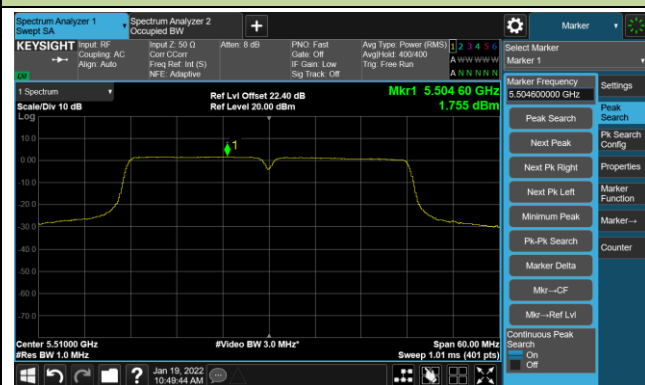 Spectrum Analyzer 1
Swept SA
Spectrum Analyzer 2
Occupied BW
+
Marker
KEYSIGHT
Input: RF
Coupling: AC
Align: Auto
Input Z: 50 Ω
Corr CCorr
Freq Ref: Int (S)
NFE: Adaptive
Atten: 8 dB
PNO: Fast
Gate: Off
IF Gain: Low
Sig Track: Off
Avg Type: Power (RMS)
Avg|Hold: 400/400
Trig: Free Run
1 2 3 4 5 6
A W W W W W
A N N N N N
LNI
Select Marker
Marker 1
1 Spectrum
Scale/Div 10 dB
Log
Ref Lvl Offset 22.40 dB
Ref Level 20.00 dBm
Mkr1 5.504 60 GHz
1.755 dBm
10.0
0.00
-10.0
-20.0
-30.0
-40.0
-50.0
-60.0
-70.0
1
Center 5.51000 GHz
#Res BW 1.0 MHz
#Video BW 3.0 MHz*
Span 60.00 MHz
Sweep 1.01 ms (401 pts)
Marker Frequency
5.504600000 GHz
Peak Search
Next Peak
Next Pk Right
Next Pk Left
Minimum Peak
Pk-Pk Search
Marker Delta
Mkr→CF
Mkr→Ref Lvl
Continuous Peak
Search
On
Off
Settings
Peak
Search
Pk Search
Config
Properties
Marker
Function
Marker→
Counter
?
Jan 19, 2022
10:49:44 AM